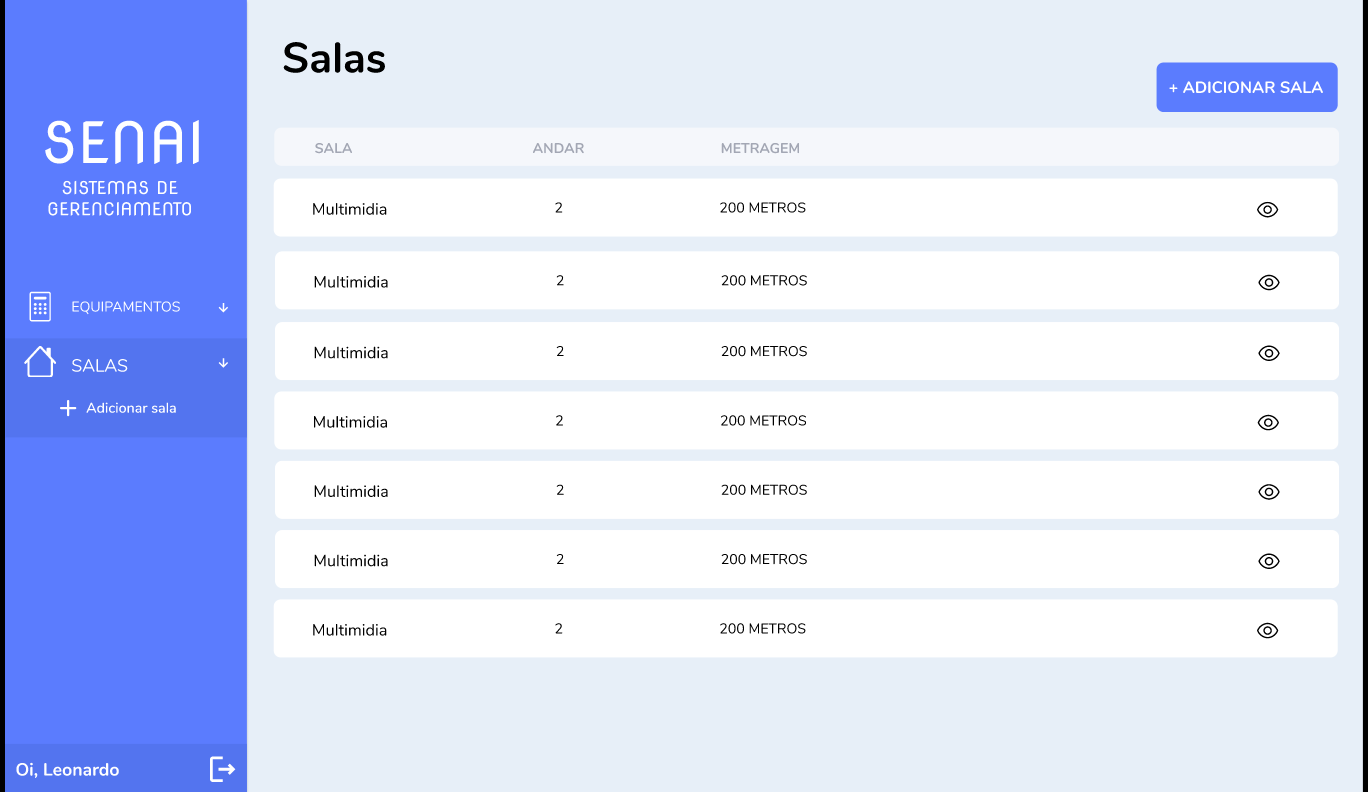 SENAI
SISTEMAS DE
GERENCIAMENTO
EQUIPAMENTOS
SALAS
Adicionar sala
Oi, Leonardo
Salas
+ ADICIONAR SALA
SALA ANDAR METRAGEM
Multimidia 2 200 METROS
Multimidia 2 200 METROS
Multimidia 2 200 METROS
Multimidia 2 200 METROS
Multimidia 2 200 METROS
Multimidia 2 200 METROS
Multimidia 2 200 METROS